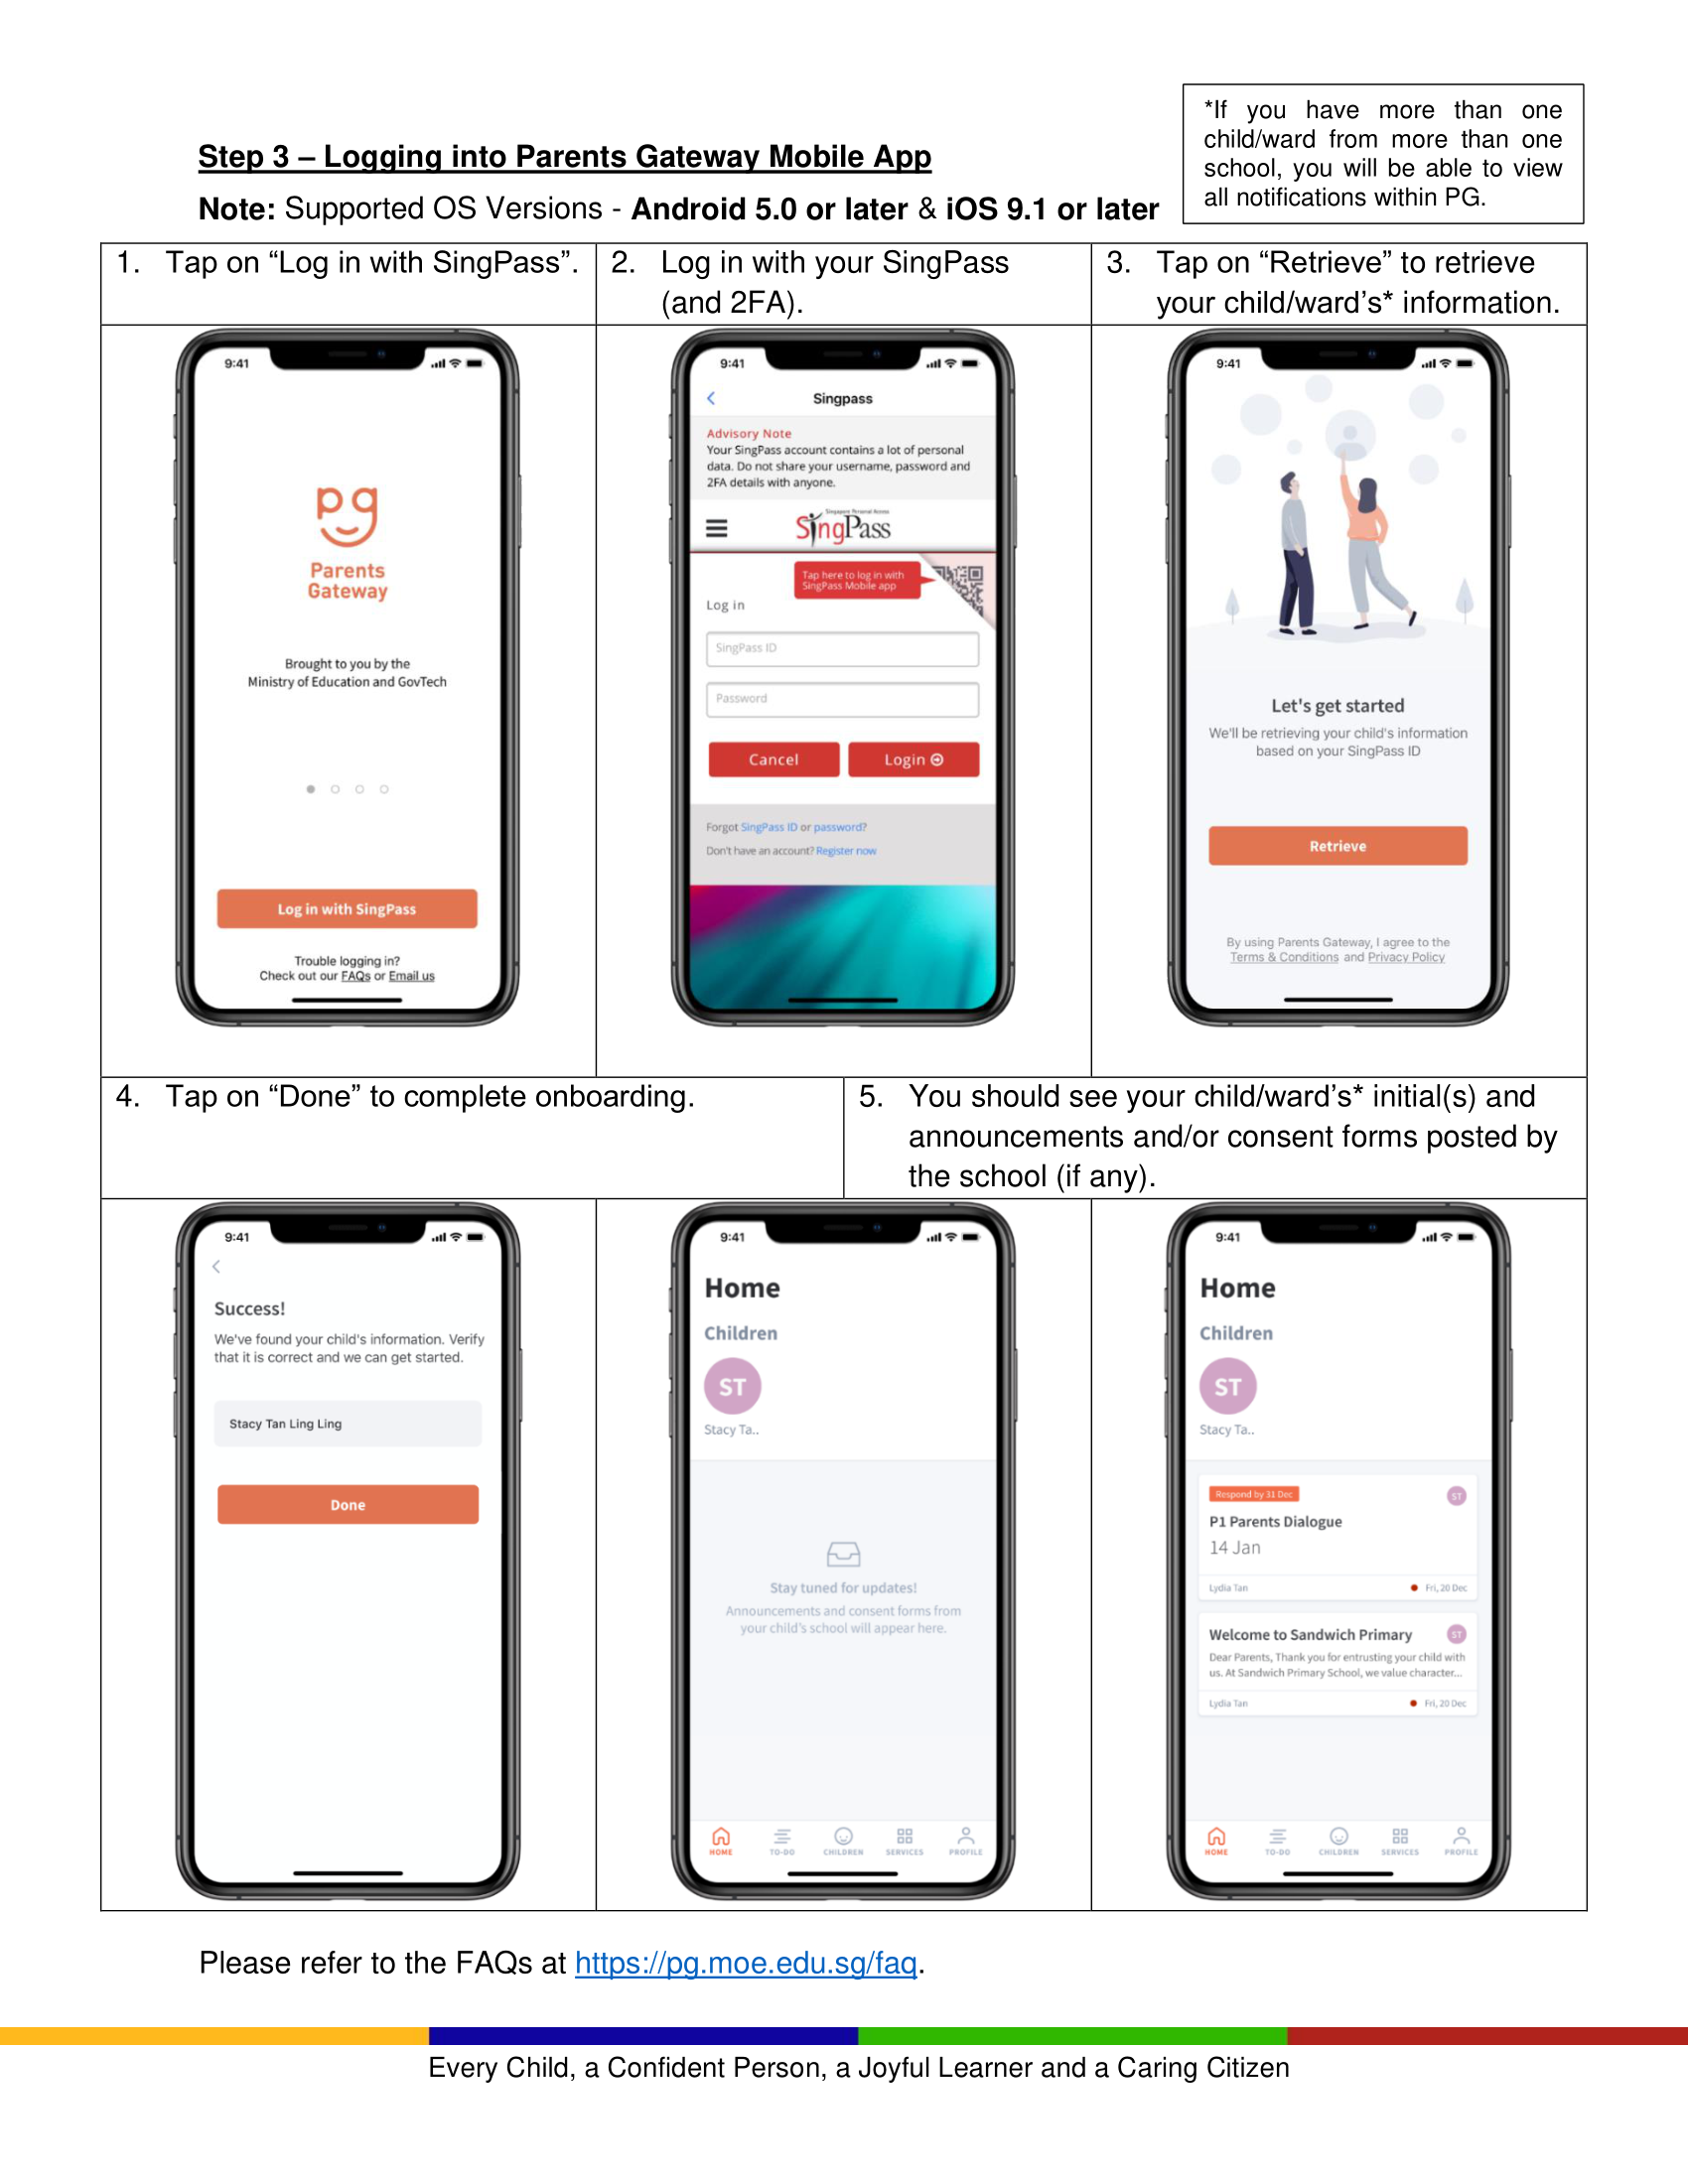 *If you have more than one
child/ward from more than one
school, you will be able to view
all notifications within PG.
Step 3 – Logging into Parents Gateway Mobile App
Note: Supported OS Versions - Android 5.0 or later & iOS 9.1 or later
1. Tap on “Log in with SingPass”.
2. Log in with your SingPass
(and 2FA).
3. Tap on “Retrieve” to retrieve
your child/ward’s* information.
9:41
pg
Parents
Gateway
Brought to you by the
Ministry of Education and GovTech
Log in with SingPass
Trouble logging in?
Check out our FAQs or Email us
9:41
Singpass
Advisory Note
Your SingPass account contains a lot of personal
data. Do not share your username, password and
2FA details with anyone.
Singapore Personal Access
SingPass
Tap here to log in with
SingPass Mobile app
Log in
SingPass ID
Password
Cancel
Login
Forgot SingPass ID or password?
Don't have an account? Register now
9:41
Let's get started
We'll be retrieving your child's information
based on your SingPass ID
Retrieve
By using Parents Gateway, I agree to the
Terms & Conditions and Privacy Policy
4. Tap on “Done” to complete onboarding.
5. You should see your child/ward’s* initial(s) and
announcements and/or consent forms posted by
the school (if any).
9:41
Success!
We've found your child's information. Verify
that it is correct and we can get started.
Stacy Tan Ling Ling
Done
9:41
Home
Children
ST
Stacy Ta..
Stay tuned for updates!
Announcements and consent forms from
your child's school will appear here.
HOME TO-DO CHILDREN SERVICES PROFILE
9:41
Home
Children
ST
Stacy Ta..
Respond by 31 Dec
ST
P1 Parents Dialogue
14 Jan
Lydia Tan Fri, 20 Dec
Welcome to Sandwich Primary ST
Dear Parents, Thank you for entrusting your child with
us. At Sandwich Primary School, we value character...
Lydia Tan Fri, 20 Dec
HOME TO-DO CHILDREN SERVICES PROFILE
Please refer to the FAQs at https://pg.moe.edu.sg/faq.
Every Child, a Confident Person, a Joyful Learner and a Caring Citizen